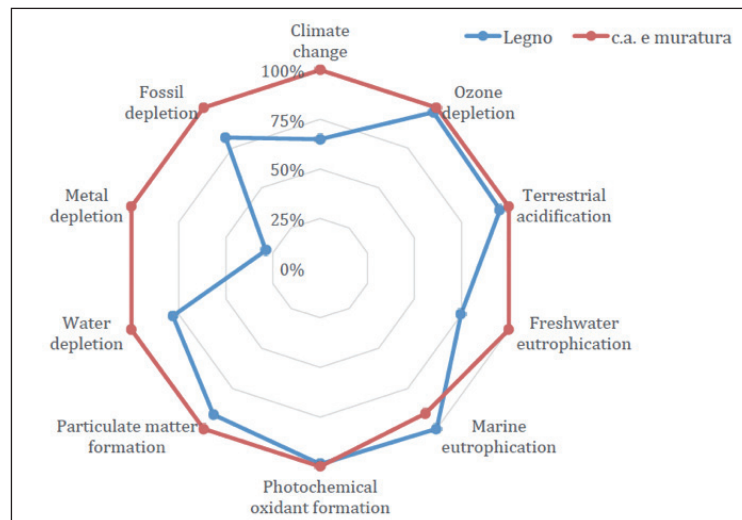 Climate
change
Legno
c.a. e muratura
100%
Fossil
depletion
Ozone
depletion
75%
50%
Metal
depletion
Terrestrial
acidification
25%
0%
Water
depletion
Freshwater
eutrophication
Particulate matter
formation
Marine
eutrophication
Photochemical
oxidant formation